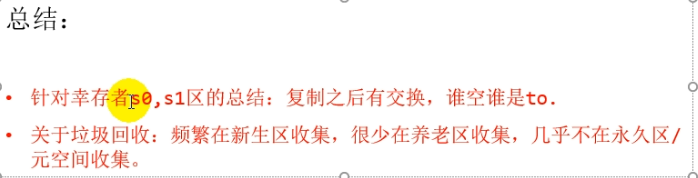 总结：
• 针对幸存者s0,s1区的总结：复制之后有交换，谁空谁是to.
• 关于垃圾回收：频繁在新生区收集，很少在养老区收集，几乎不在永久区/
元空间收集。